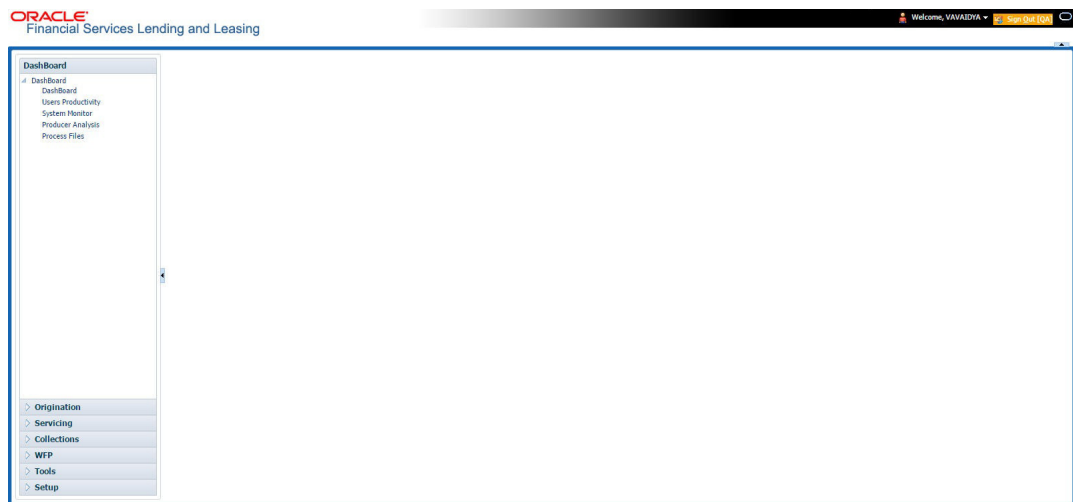 ORACLE
Financial Services Lending and Leasing
Welcome, VAVAIDYA
Sign Out [QA]
DashBoard
DashBoard
DashBoard
Users Productivity
System Monitor
Producer Analysis
Process Files
Origination
Servicing
Collections
WFP
Tools
Setup